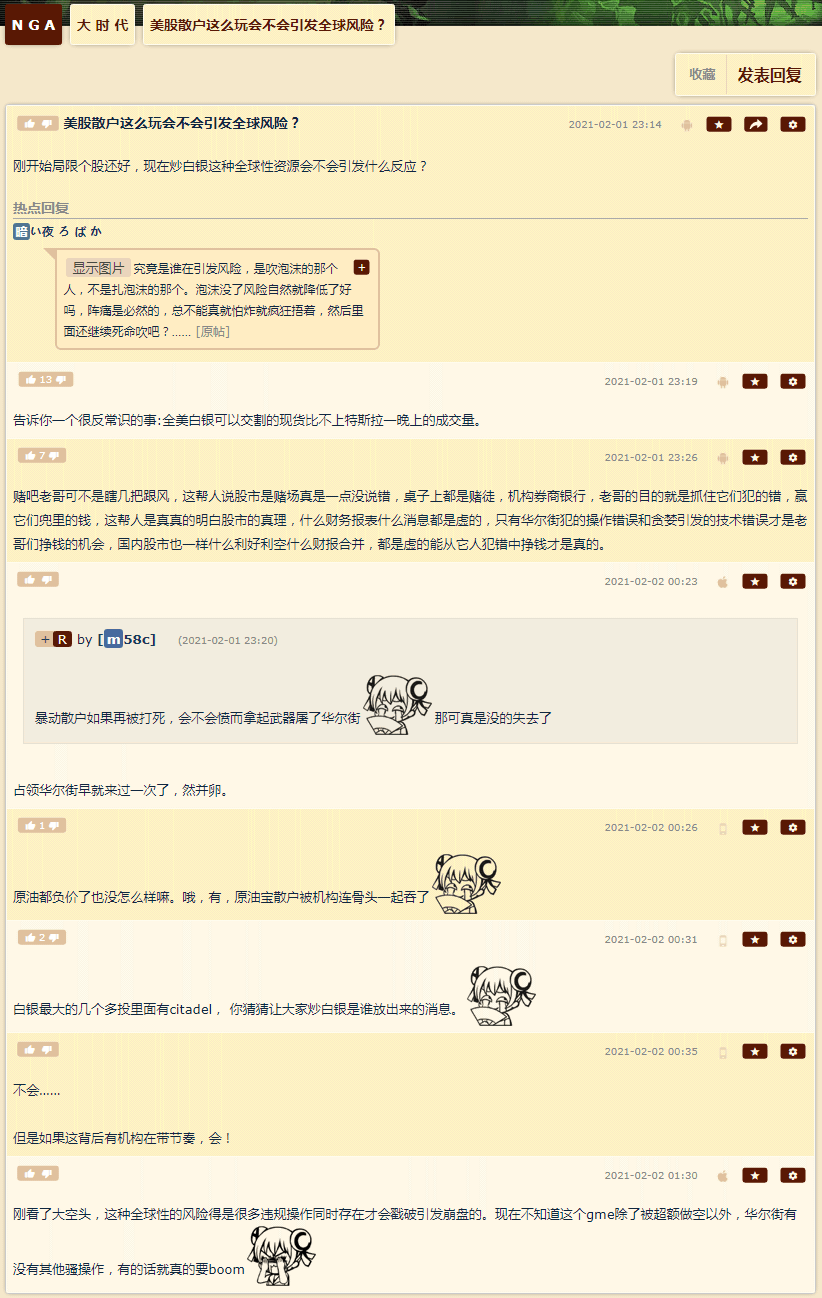 NGA 大时代 美股散户这么玩会不会引发全球风险？
收藏 发表回复
美股散户这么玩会不会引发全球风险？ 2021-02-01 23:14
刚开始局限个股还好，现在炒白银这种全球性资源会不会引发什么反应？
热点回复
暗い夜 ろ ば か
显示图片 究竟是谁在引发风险，是吹泡沫的那个
人，不是扎泡沫的那个。泡沫没了风险自然就降低了好
吗，阵痛是必然的，总不能真就怕炸就疯狂捂着，然后里
面还继续死命吹吧？…… [原帖]
13 2021-02-01 23:19
告诉你一个很反常识的事:全美白银可以交割的现货比不上特斯拉一晚上的成交量。
7 2021-02-01 23:26
赌吧老哥可不是瞎几把跟风，这帮人说股市是赌场真是一点没说错，桌子上都是赌徒，机构券商银行，老哥的目的就是抓住它们犯的错，赢
它们兜里的钱，这帮人是真真的明白股市的真理，什么财务报表什么消息都是虚的，只有华尔街犯的操作错误和贪婪引发的技术错误才是老
哥们挣钱的机会，国内股市也一样什么利好利空什么财报合并，都是虚的能从它人犯错中挣钱才是真的。
2021-02-02 00:23
+ R by [m58c] (2021-02-01 23:20)
暴动散户如果再被打死，会不会愤而拿起武器屠了华尔街 那可真是没的失去了
占领华尔街早就来过一次了，然并卵。
1 2021-02-02 00:26
原油都负价了也没怎么样嘛。哦，有，原油宝散户被机构连骨头一起吞了
2 2021-02-02 00:31
白银最大的几个多投里面有citadel， 你猜猜让大家炒白银是谁放出来的消息。
2021-02-02 00:35
不会……
但是如果这背后有机构在带节奏，会！
2021-02-02 01:30
刚看了大空头，这种全球性的风险得是很多违规操作同时存在才会戳破引发崩盘的。现在不知道这个gme除了被超额做空以外，华尔街有
没有其他骚操作，有的话就真的要boom